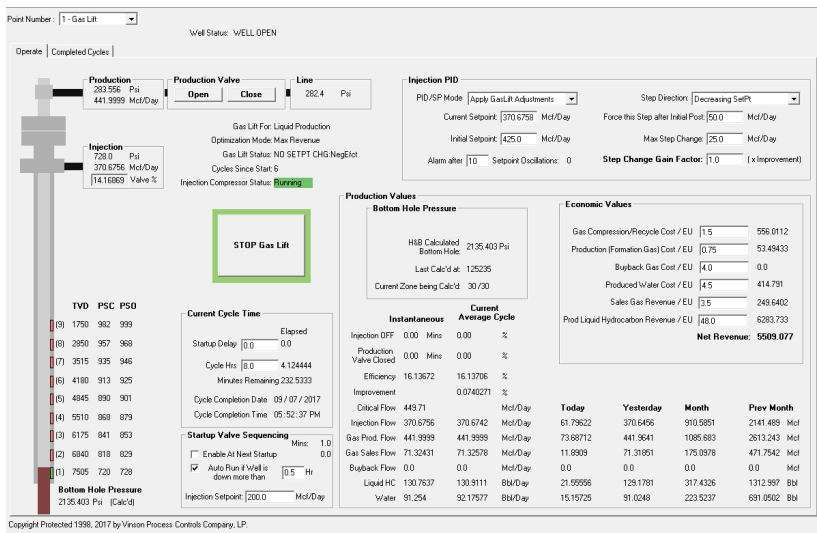 Point Number: 1 - Gas Lift
Well Status: WELL OPEN
Operate Completed Cycles
Production
283.556 Psi
441.9999 Mcf/Day
Production Valve
Open Close
Line
282.4 Psi
Injection
728.0 Psi
370.6756 Mcf/Day
14.16869 Valve %
Gas Lift For: Liquid Production
Optimization Mode: Max Revenue
Gas Lift Status: NO SETPT CHG:NegEfct
Cycles Since Start: 6
Injection Compressor Status: Running
STOP Gas Lift
Injection PID
PID/SP Mode Apply GasLift Adjustments
Step Direction: Decreasing SetPt
Current Setpoint: 370.6758 Mcf/Day
Force this Step after Initial Post: 50.0 Mcf/Day
Initial Setpoint: 425.0 Mcf/Day
Max Step Change: 25.0 Mcf/Day
Alarm after 10 Setpoint Oscillations: 0
Step Change Gain Factor: 1.0 ( x Improvement)
TVD PSC PSO
(9) 1750 982 999
(8) 2850 957 968
(7) 3515 935 946
(6) 4180 913 925
(5) 4845 890 901
(4) 5510 868 879
(3) 6175 841 853
(2) 6840 818 829
(1) 7505 720 728
Bottom Hole Pressure
2135.403 Psi (Calc'd)
Current Cycle Time
Elapsed
Startup Delay 0.0 0.0
Cycle Hrs 8.0 4.124444
Minutes Remaining 232.5333
Cycle Completion Date 09 / 07 / 2017
Cycle Completion Time 05 : 52 : 37 PM
Startup Valve Sequencing
Mins: 1.0
Enable At Next Startup 0.0
Auto Run if Well is
down more than 0.5 Hr
Injection Setpoint: 200.0 Mcf/Day
Production Values
Bottom Hole Pressure
H&B Calculated
Bottom Hole: 2135.403 Psi
Last Calc'd at: 125235
Current Zone being Calc'd: 30 /30
Economic Values
Gas Compression/Recycle Cost / EU 1.5 556.0112
Production (Formation Gas) Cost / EU 0.75 53.49433
Buyback Gas Cost / EU 4.0 0.0
Produced Water Cost / EU 4.5 414.791
Sales Gas Revenue / EU 3.5 249.6402
Prod Liquid Hydrocarbon Revenue / EU 48.0 6283.733
Net Revenue: 5509.077
Instantaneous Current Average Cycle
Injection OFF 0.00 Mins 0.00 %
Production
Valve Closed 0.00 Mins 0.00 %
Efficiency 16.13672 16.13706 %
Improvement 0.0740271 %
Critical Flow 449.71 Mcf/Day Today Yesterday Month Prev Month
Injection Flow 370.6756 370.6742 Mcf/Day 61.79622 370.6456 910.5851 2141.489 Mcf
Gas Prod. Flow 441.9999 441.9999 Mcf/Day 73.68712 441.9641 1085.683 2613.243 Mcf
Gas Sales Flow 71.32431 71.32578 Mcf/Day 11.8909 71.31851 175.0978 471.7542 Mcf
Buyback Flow 0.0 0.0 Mcf/Day 0.0 0.0 0.0 0.0 Mcf
Liquid HC 130.7637 130.9111 Bbl/Day 21.55556 129.1781 317.4326 1312.997 Bbl
Water 91.254 92.17577 Bbl/Day 15.15725 91.0248 223.5237 691.0502 Bbl
Copyright Protected 1998, 2017 by Vinson Process Controls Company, LP.